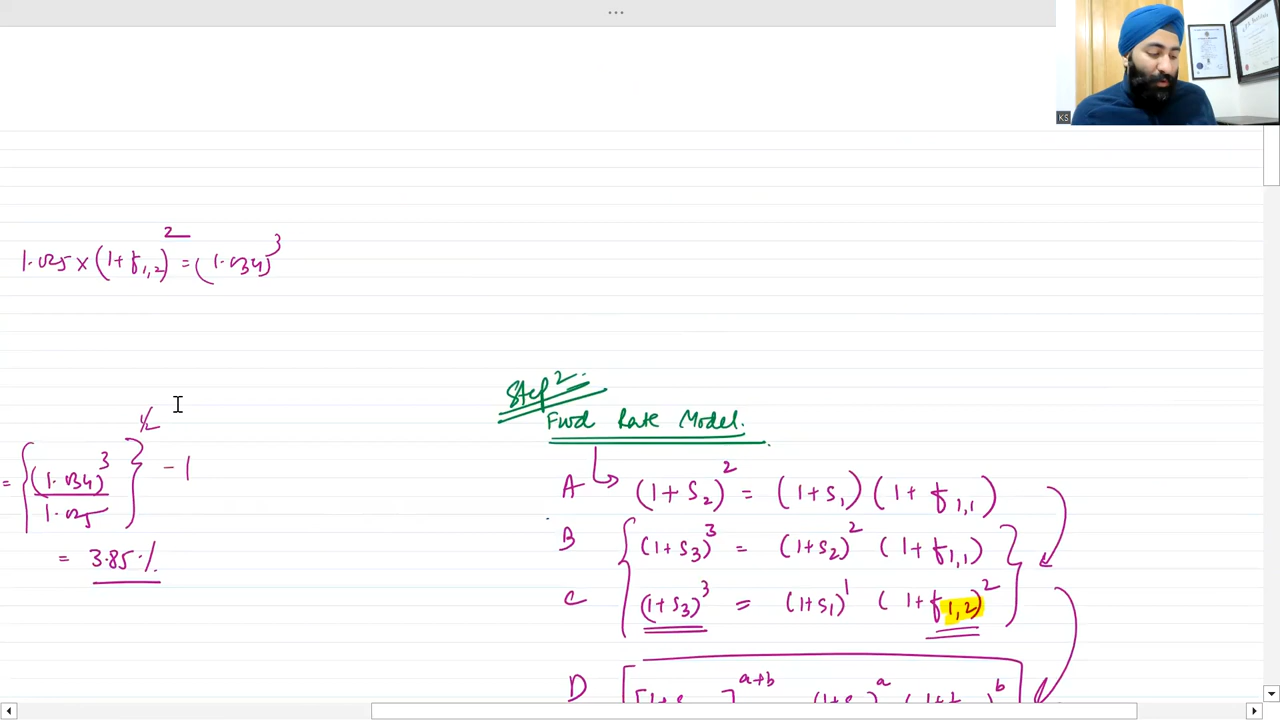 KS
1.025 × (1+f1,2)^2 = (1.034)^3
= {(1.034)^3 / 1.025}^1/2 - 1
= 3.85%
Step 2.
Fwd Rate Model.
A (1+S2)^2 = (1+S1) (1+f1,1)
B (1+S3)^3 = (1+S2)^2 (1+f1,1)
C (1+S3)^3 = (1+S1)^1 (1+f1,2)^2
D a+b a b